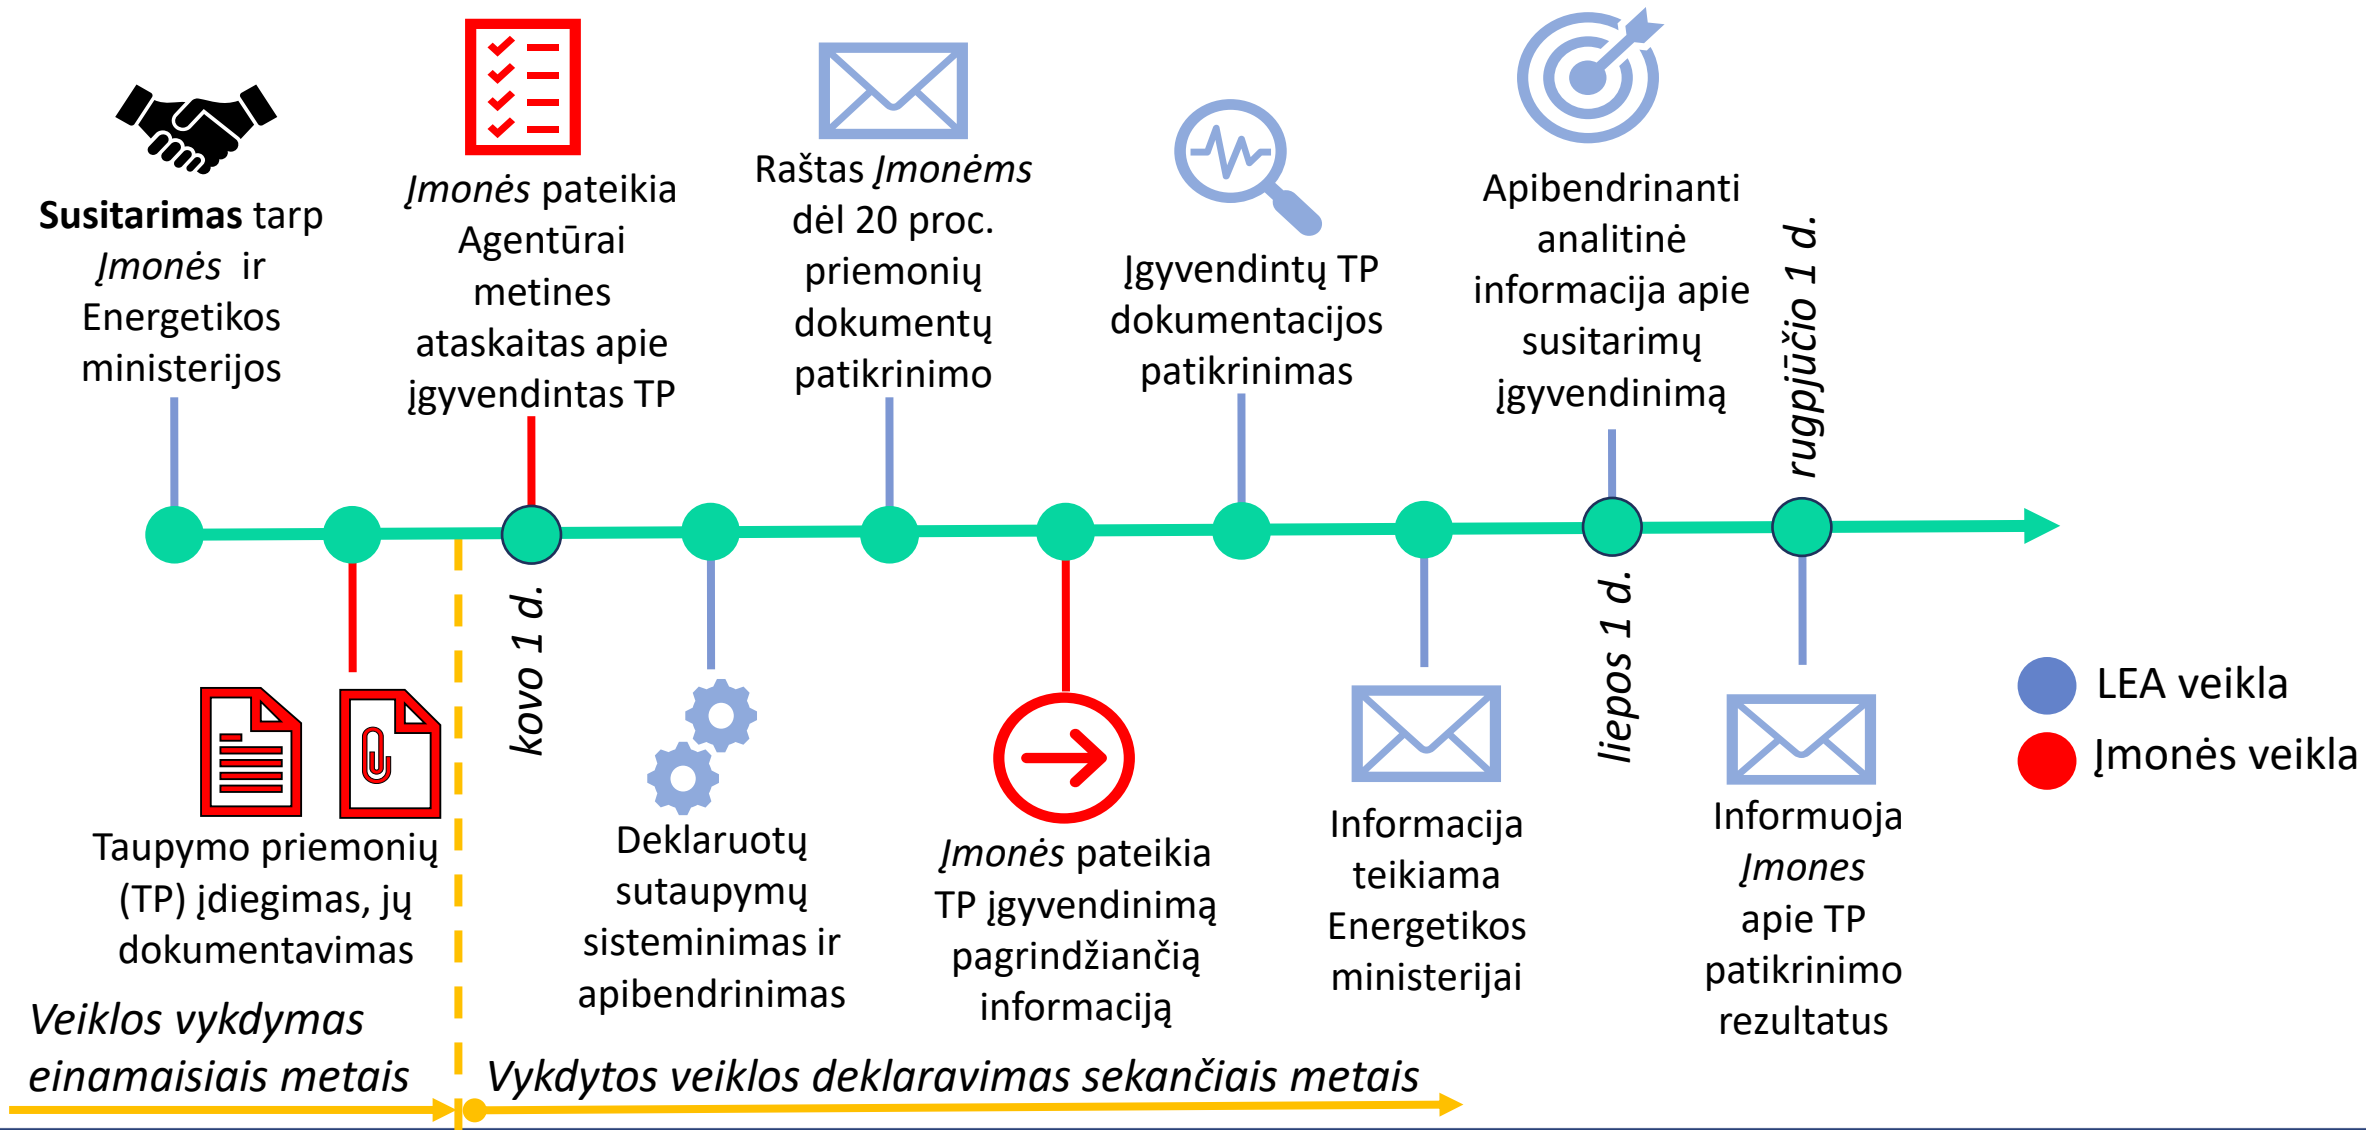 Susitarimas tarp
Įmonės ir
Energetikos
ministerijos
Įmonės pateikia
Agentūrai
metines
ataskaitas apie
įgyvendintas TP
Raštas Įmonėms
dėl 20 proc.
priemonių
dokumentų
patikrinimo
Įgyvendintų TP
dokumentacijos
patikrinimas
Apibendrinanti
analitinė
informacija apie
susitarimų
įgyvendinimą
rugpjūčio 1 d.
kovo 1 d.
liepos 1 d.
Taupymo priemonių
(TP) įdiegimas, jų
dokumentavimas
Deklaruotų
sutaupymų
sisteminimas ir
apibendrinimas
Įmonės pateikia
TP įgyvendinimą
pagrindžiančią
informaciją
Informacija
teikiama
Energetikos
ministerijai
Informuoja
Įmones
apie TP
patikrinimo
rezultatus
LEA veikla
Įmonės veikla
Veiklos vykdymas
einamaisiais metais
Vykdytos veiklos deklaravimas sekančiais metais